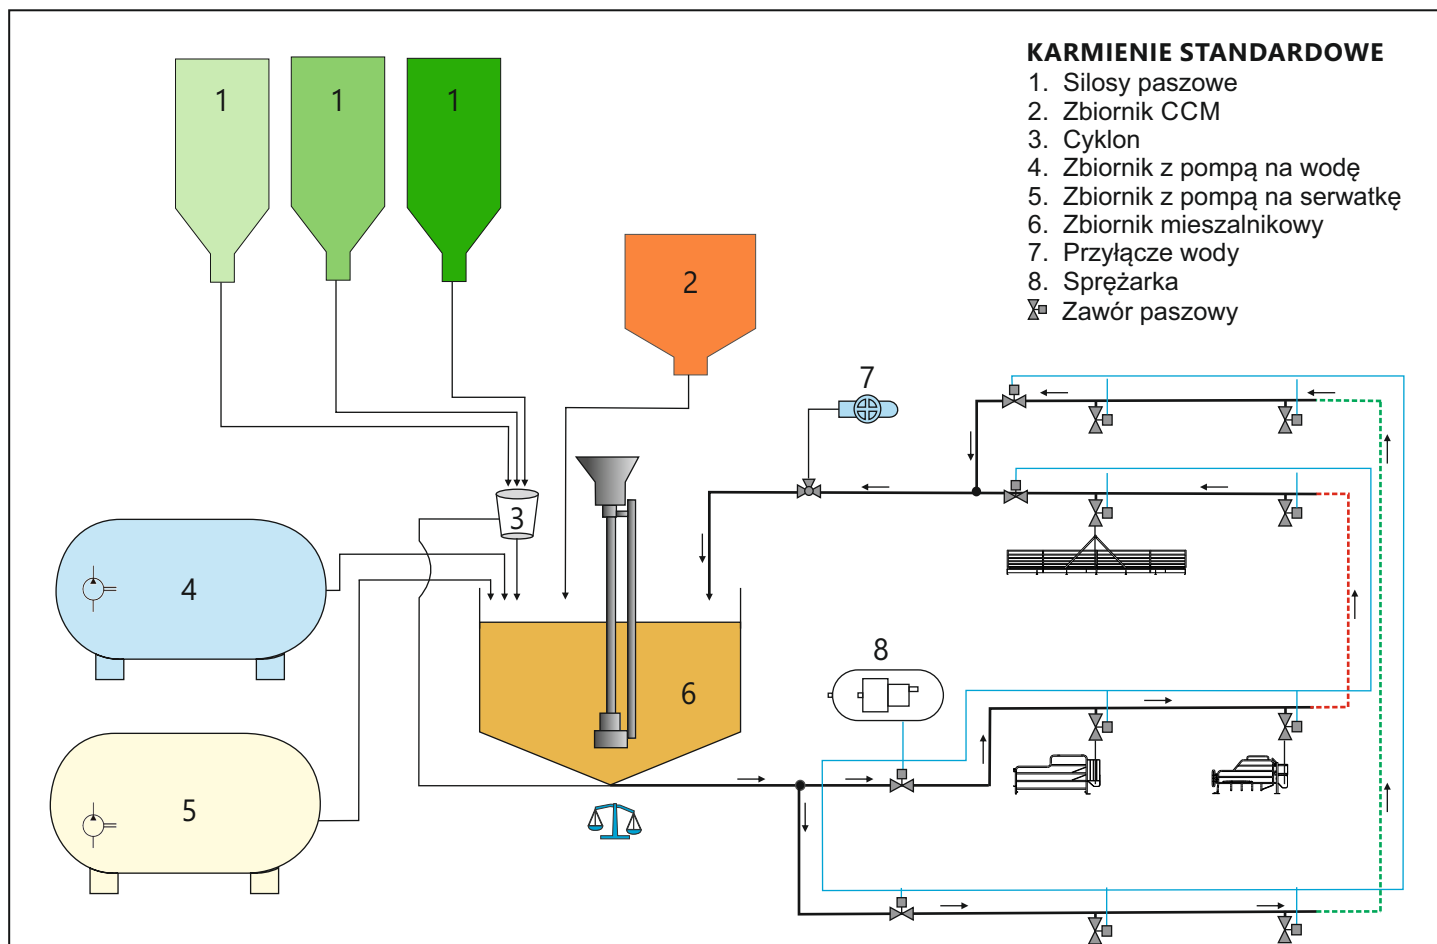 KARMIENIE STANDARDOWE
1. Silosy paszowe
2. Zbiornik CCM
3. Cyklon
4. Zbiornik z pompą na wodę
5. Zbiornik z pompą na serwatkę
6. Zbiornik mieszalnikowy
7. Przyłącze wody
8. Sprężarka
Zawór paszowy
1
1
1
2
7
3
4
8
6
5